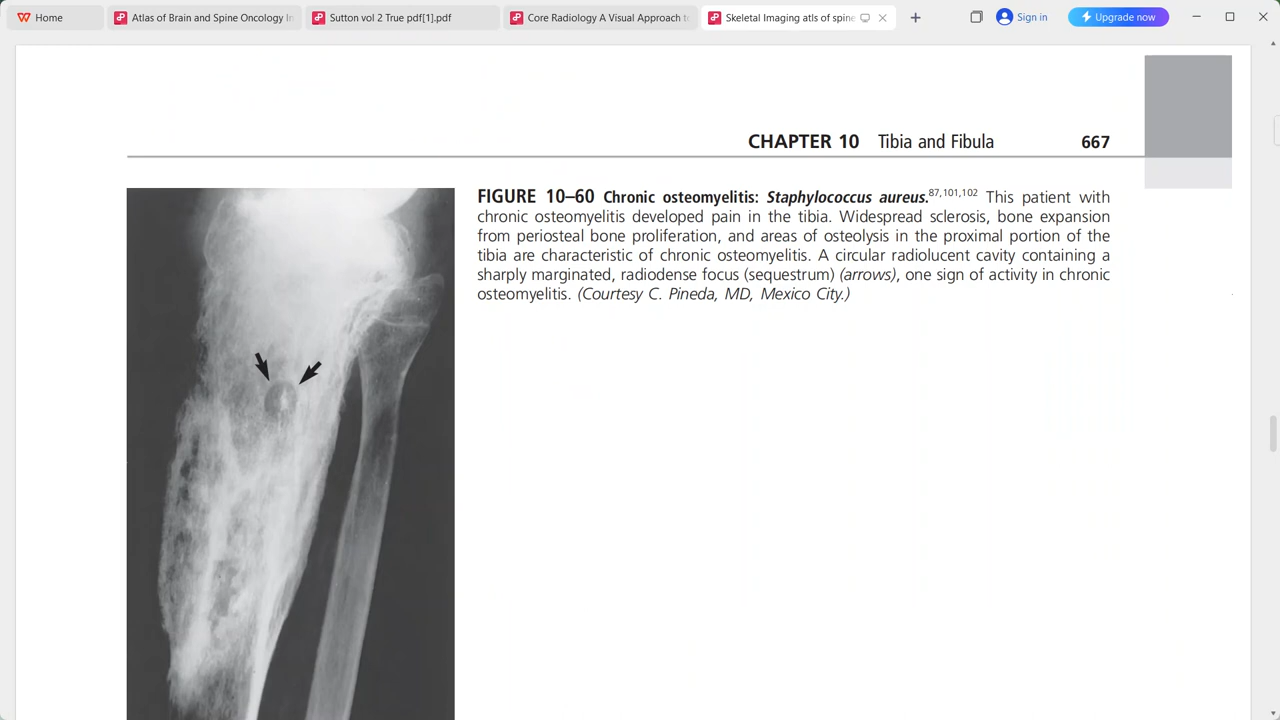 Home
Atlas of Brain and Spine Oncology I
Sutton vol 2 True pdf[1].pdf
Core Radiology A Visual Approach t
Skeletal Imaging atls of spine
Sign in
Upgrade now
CHAPTER 10 Tibia and Fibula 667
FIGURE 10–60 Chronic osteomyelitis: Staphylococcus aureus.87,101,102 This patient with
chronic osteomyelitis developed pain in the tibia. Widespread sclerosis, bone expansion
from periosteal bone proliferation, and areas of osteolysis in the proximal portion of the
tibia are characteristic of chronic osteomyelitis. A circular radiolucent cavity containing a
sharply marginated, radiodense focus (sequestrum) (arrows), one sign of activity in chronic
osteomyelitis. (Courtesy C. Pineda, MD, Mexico City.)